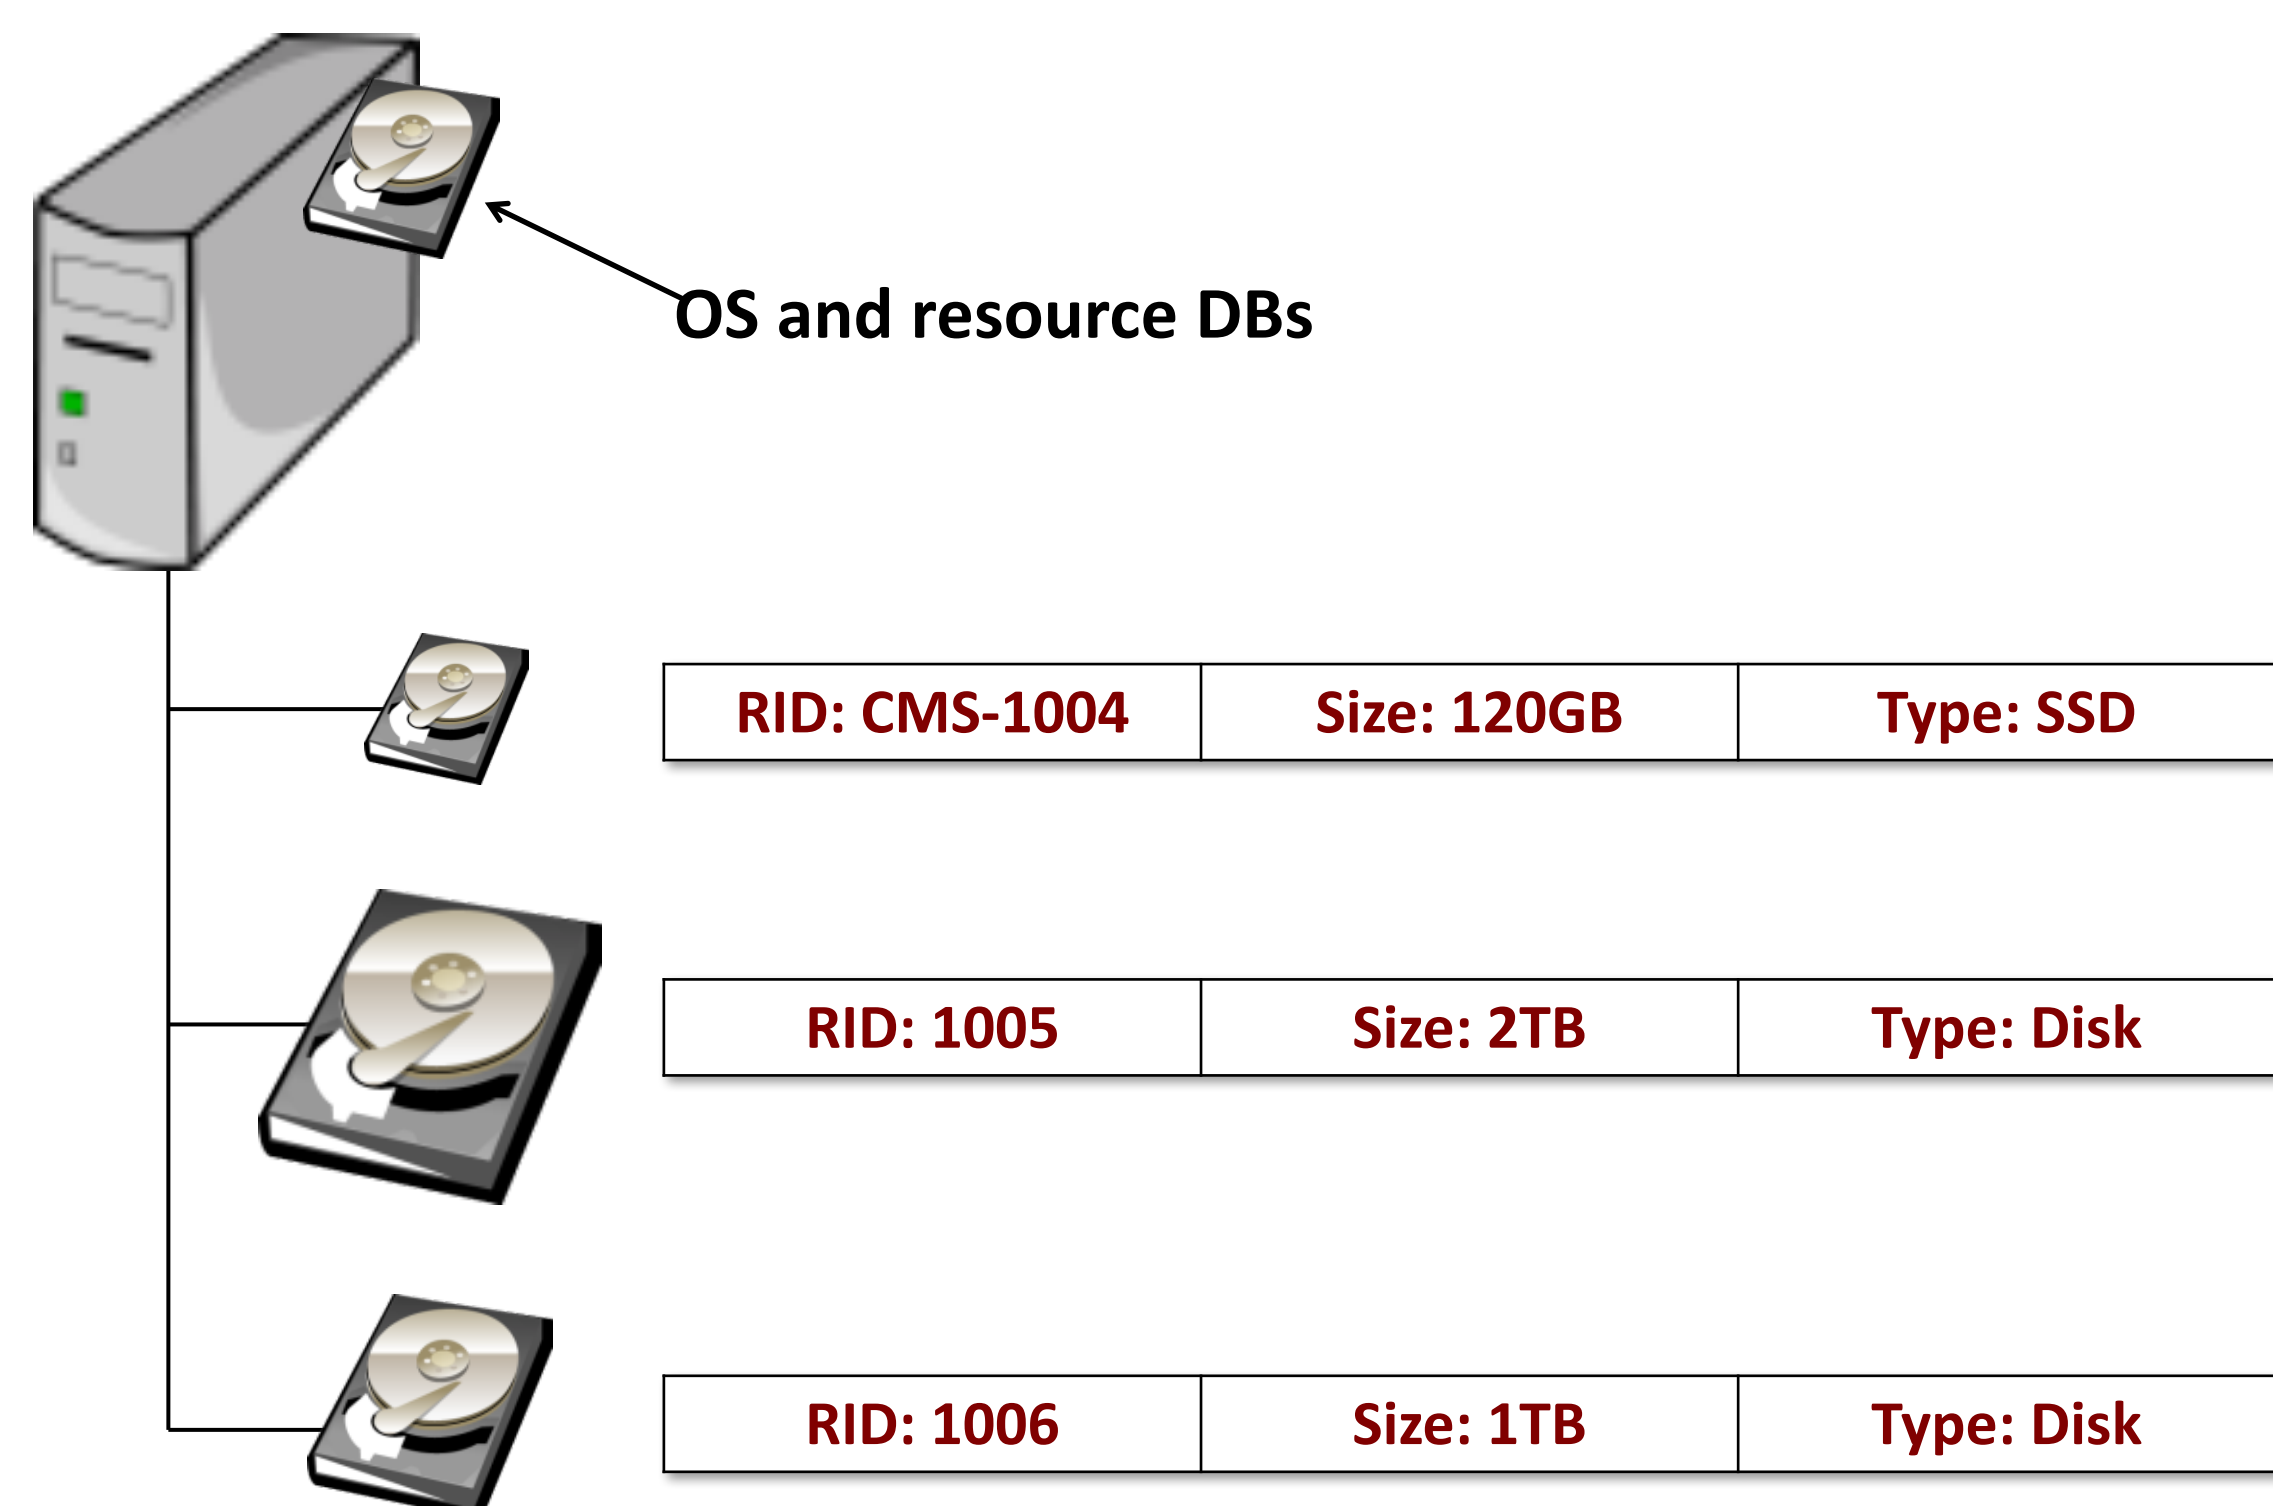 OS and resource DBs
RID: CMS-1004 Size: 120GB Type: SSD
RID: 1005 Size: 2TB Type: Disk
RID: 1006 Size: 1TB Type: Disk